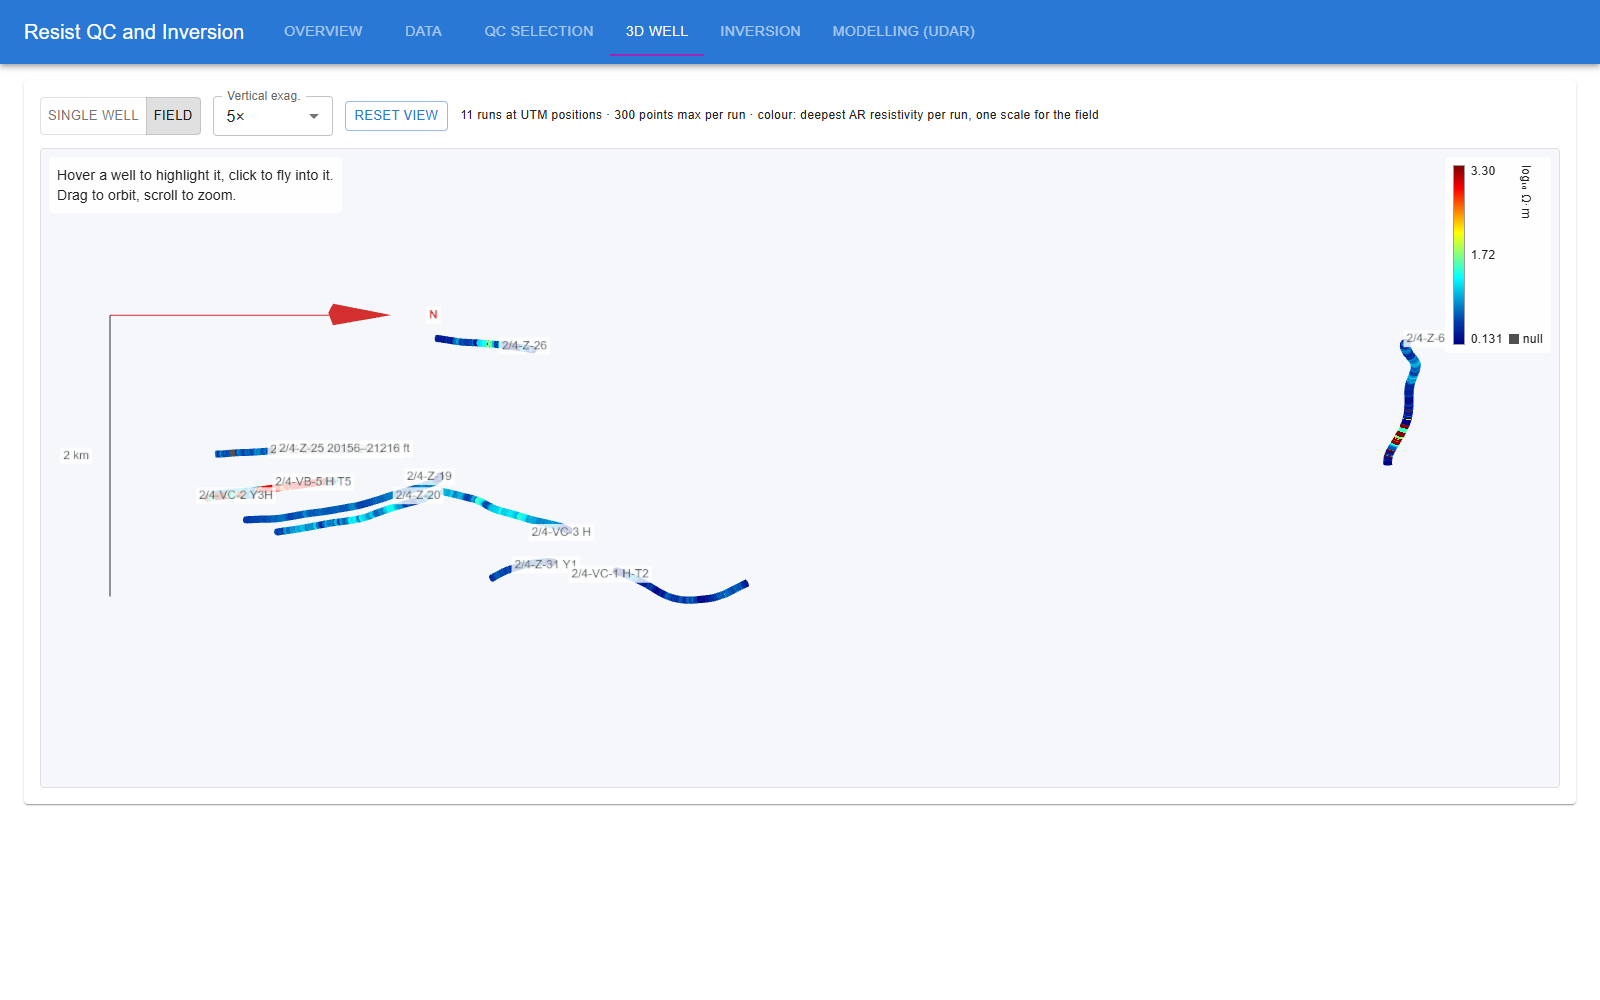 Resist QC and Inversion
OVERVIEW
DATA
QC SELECTION
3D WELL
INVERSION
MODELLING (UDAR)
SINGLE WELL
FIELD
Vertical exag.
5×
RESET VIEW
11 runs at UTM positions · 300 points max per run · colour: deepest AR resistivity per run, one scale for the field
Hover a well to highlight it, click to fly into it.
Drag to orbit, scroll to zoom.
3.30
log₁₀ Ω·m
1.72
0.131
null
N
2 km
2/4-Z-26
2/4-Z-6
2/4-Z-25 20156–21216 ft
2/4-VB-5 H T5
2/4-VC-2 Y3H
2/4-Z-19
2/4-Z-20
2/4-VC-3 H
2/4-Z-31 Y1
2/4-VC-1 H-T2